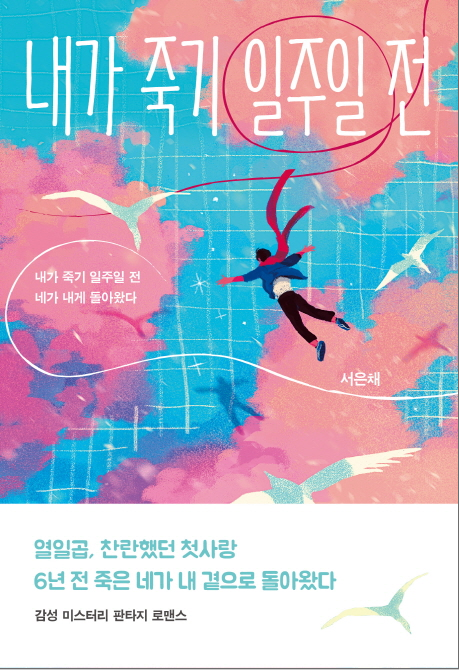 내가 죽기 일주일 전
내가 죽기 일주일 전
네가 내게 돌아왔다
서은채
열일곱, 찬란했던 첫사랑
6년 전 죽은 네가 내 곁으로 돌아왔다
감성 미스터리 판타지 로맨스